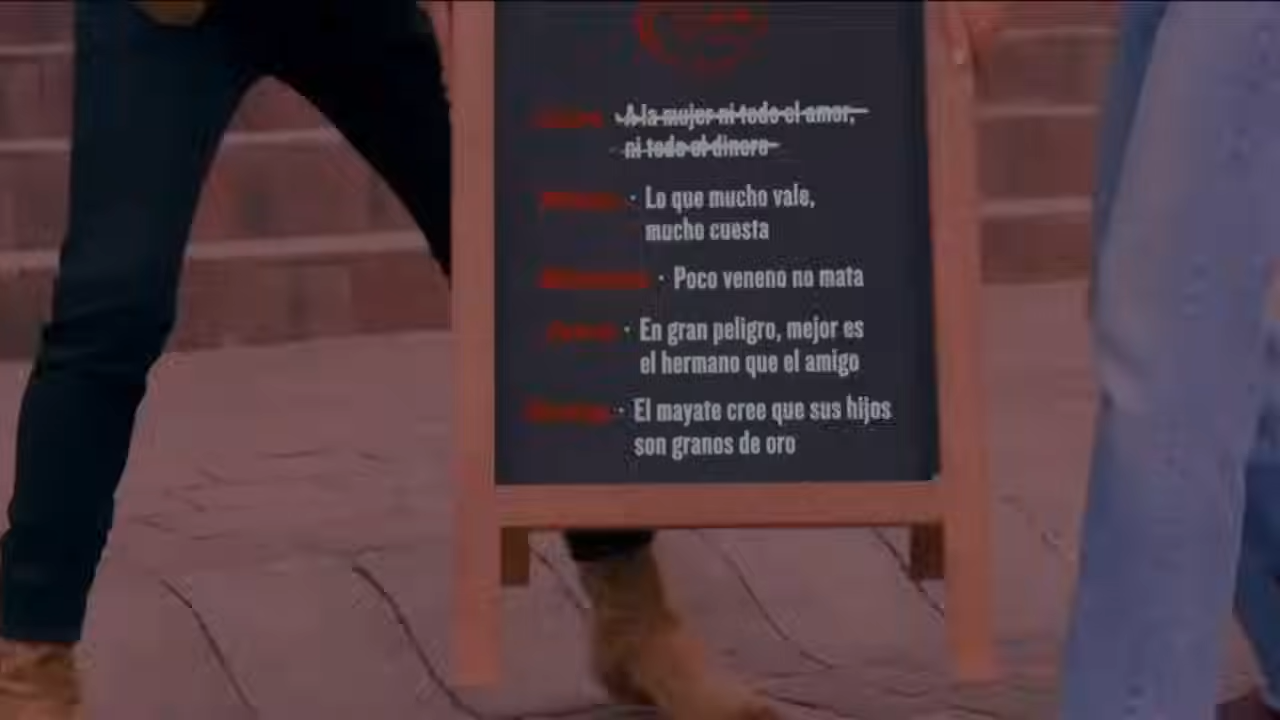 · A la mujer ni todo el amor,
ni todo el dinero
· Lo que mucho vale,
mucho cuesta
· Poco veneno no mata
· En gran peligro, mejor es
el hermano que el amigo
· El mayate cree que sus hijos
son granos de oro